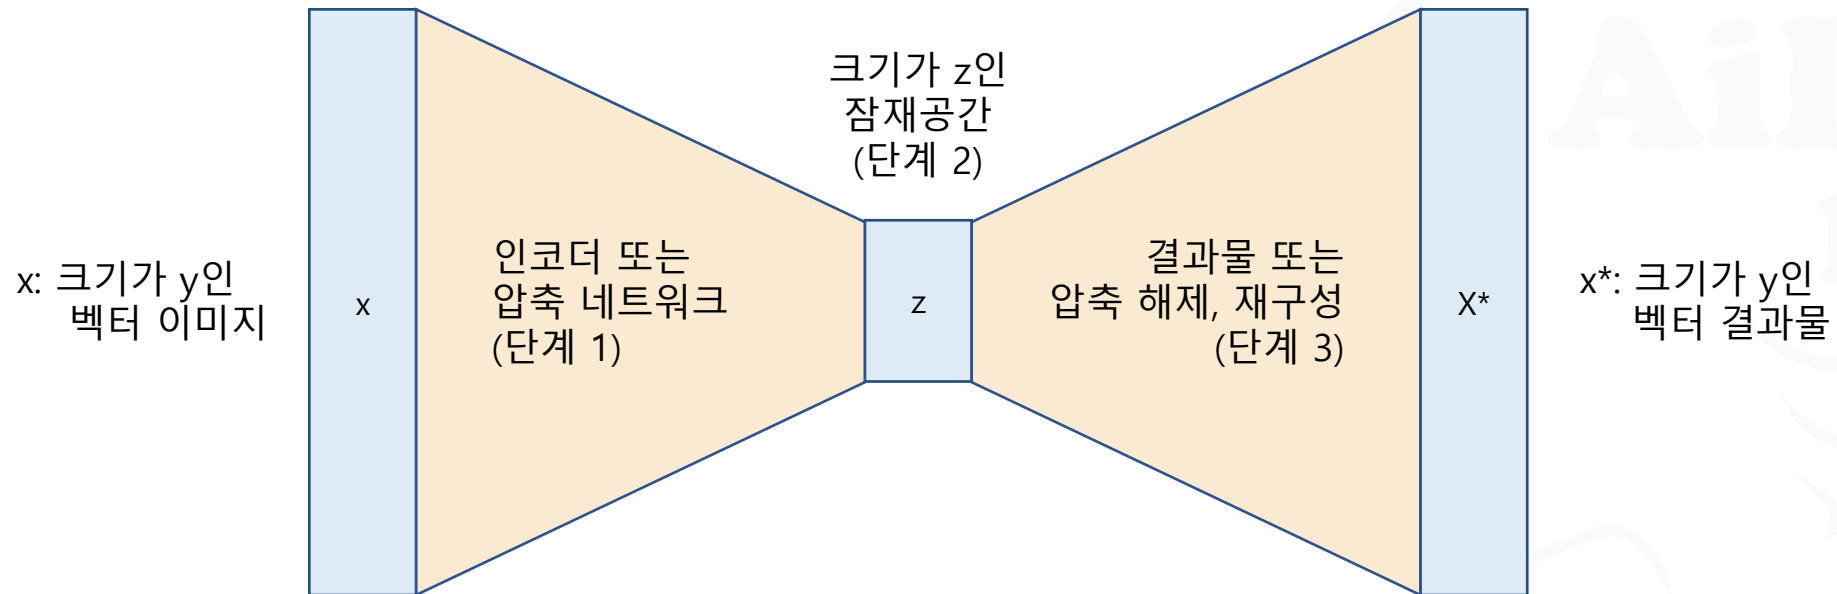 x: 크기가 y인
벡터 이미지
x
인코더 또는
압축 네트워크
(단계 1)
크기가 z인
잠재공간
(단계 2)
z
결과물 또는
압축 해제, 재구성
(단계 3)
X*
x*: 크기가 y인
벡터 결과물